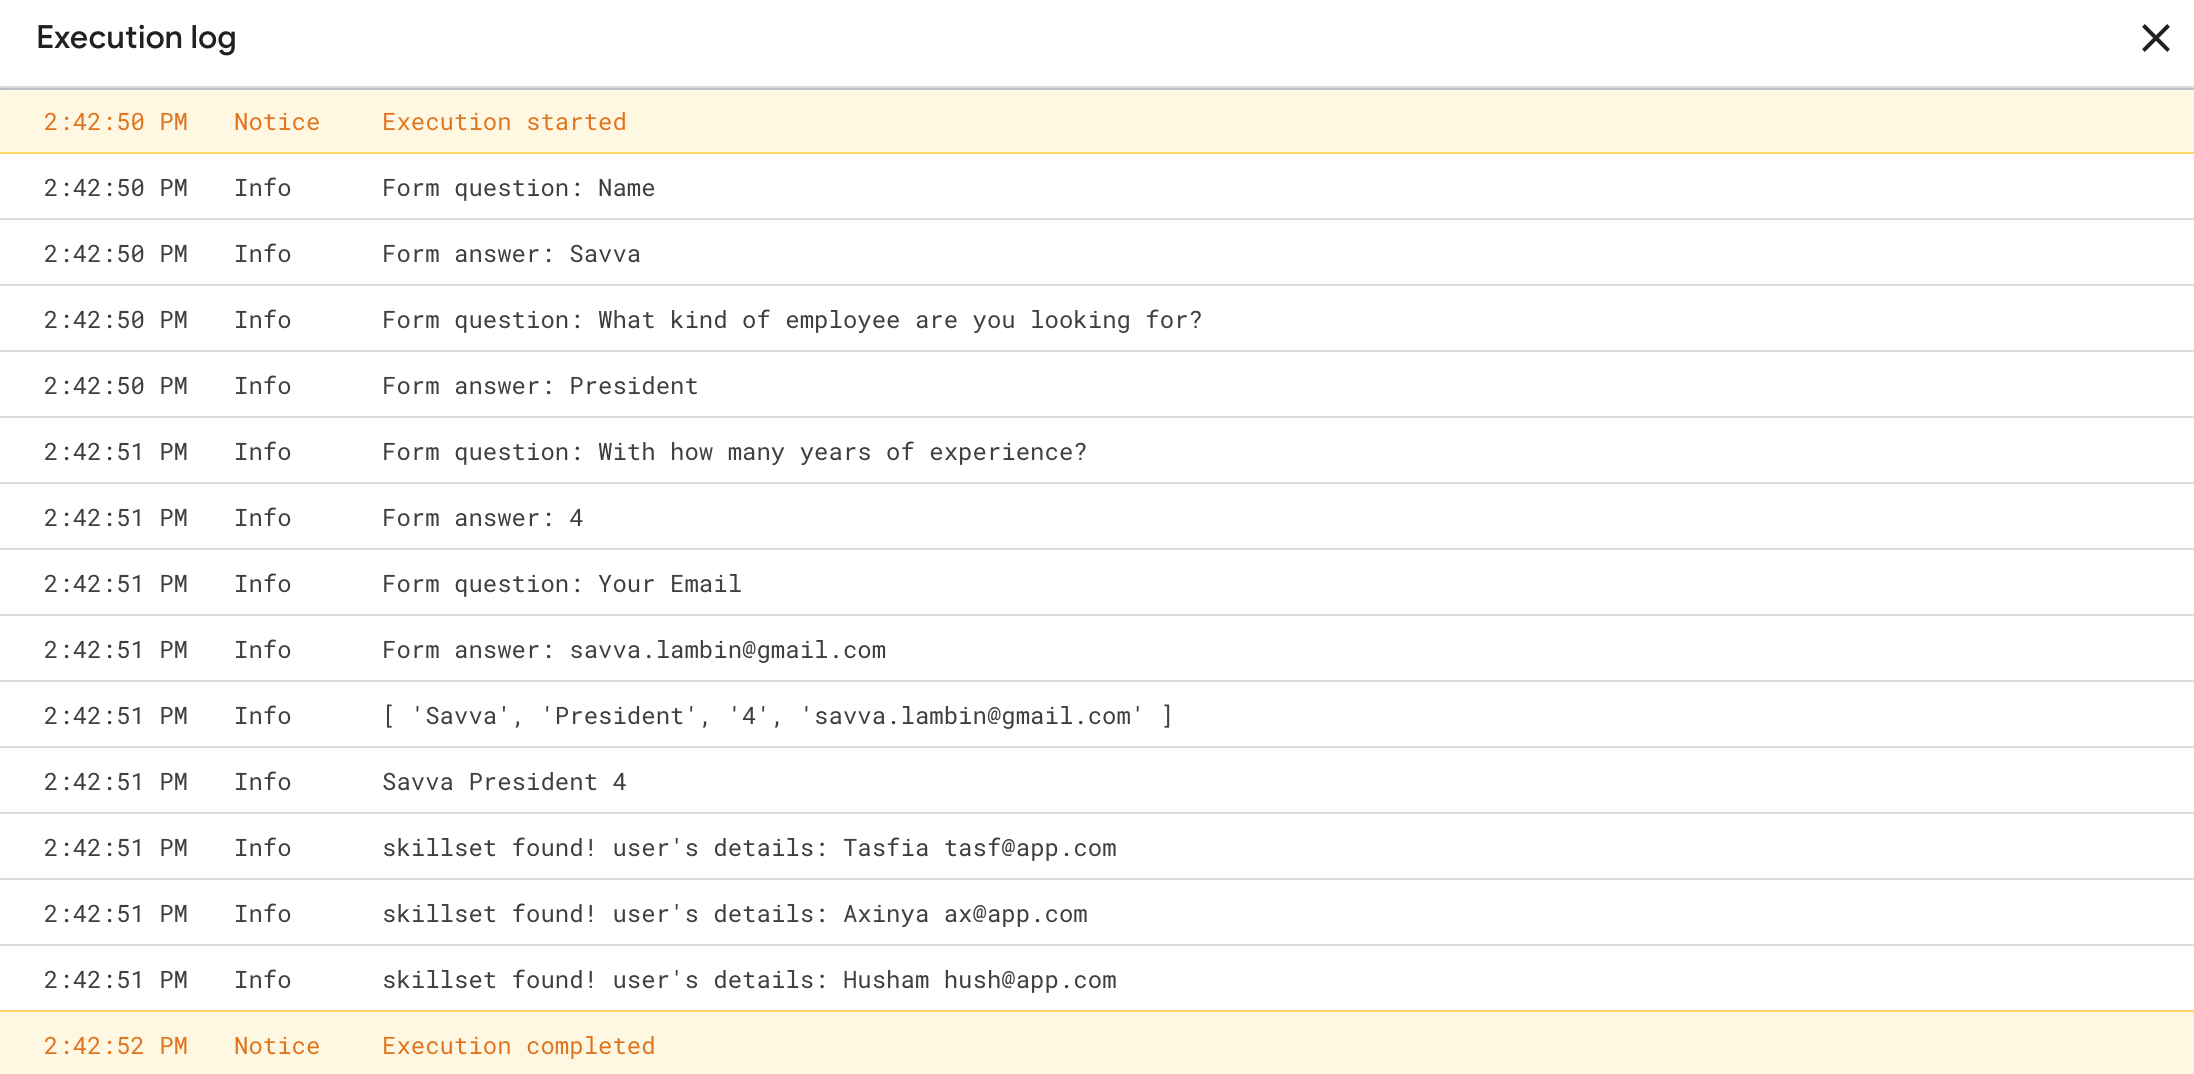 Execution log
2:42:50 PM Notice Execution started
2:42:50 PM Info Form question: Name
2:42:50 PM Info Form answer: Savva
2:42:50 PM Info Form question: What kind of employee are you looking for?
2:42:50 PM Info Form answer: President
2:42:51 PM Info Form question: With how many years of experience?
2:42:51 PM Info Form answer: 4
2:42:51 PM Info Form question: Your Email
2:42:51 PM Info Form answer: savva.lambin@gmail.com
2:42:51 PM Info [ 'Savva', 'President', '4', 'savva.lambin@gmail.com' ]
2:42:51 PM Info Savva President 4
2:42:51 PM Info skillset found! user's details: Tasfia tasf@app.com
2:42:51 PM Info skillset found! user's details: Axinya ax@app.com
2:42:51 PM Info skillset found! user's details: Husham hush@app.com
2:42:52 PM Notice Execution completed